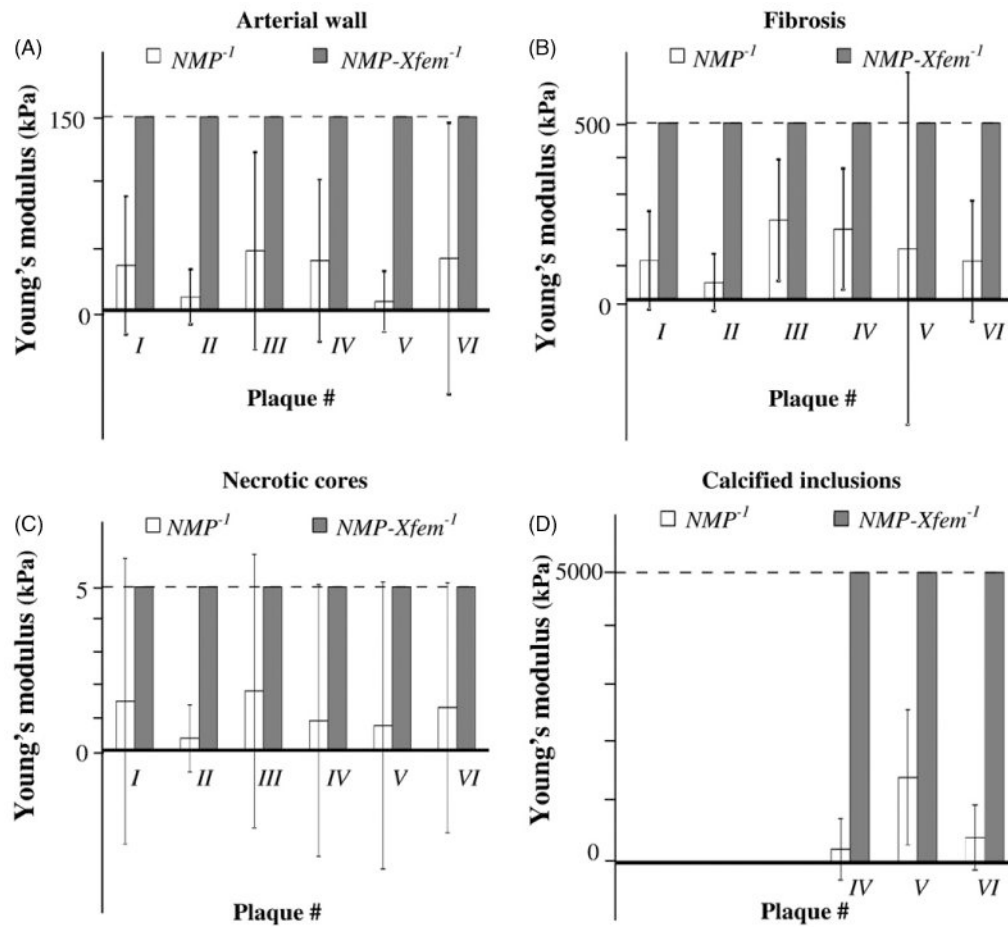 Arterial wall
(A)
NMP⁻¹ NMP-Xfem⁻¹
150
0
Young's modulus (kPa)
I II III IV V VI
Plaque #
Fibrosis
(B)
NMP⁻¹ NMP-Xfem⁻¹
500
0
Young's modulus (kPa)
I II III IV V VI
Plaque #
Necrotic cores
(C)
NMP⁻¹ NMP-Xfem⁻¹
5
0
Young's modulus (kPa)
I II III IV V VI
Plaque #
Calcified inclusions
(D)
NMP⁻¹ NMP-Xfem⁻¹
5000
0
Young's modulus (kPa)
IV V VI
Plaque #